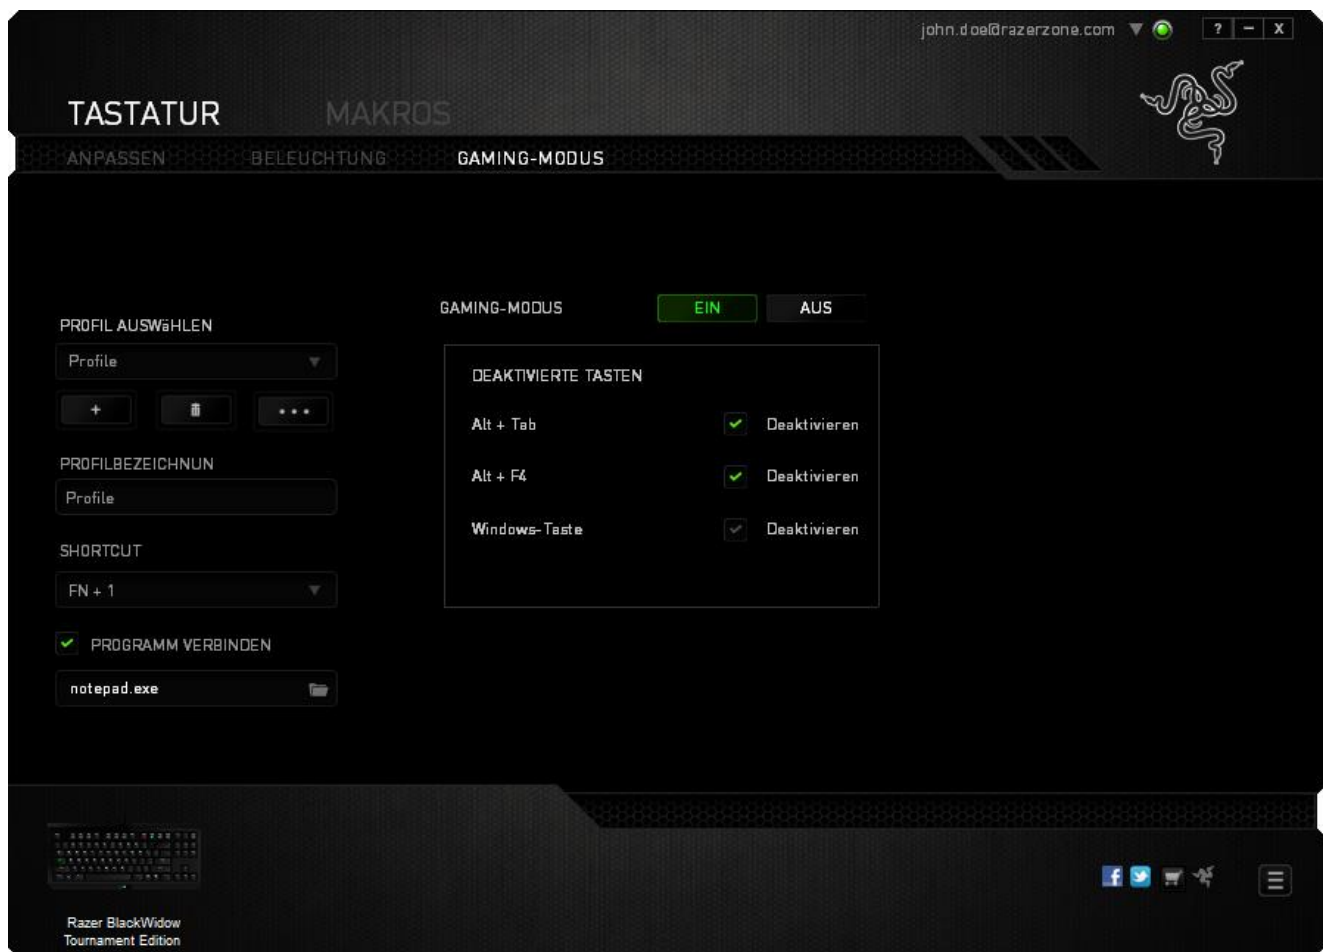 john.doe@razerzone.com
? – X
TASTATUR MAKROS
ANPASSEN BELEUCHTUNG GAMING-MODUS
GAMING-MODUS EIN AUS
PROFIL AUSWäHLEN
Profile
+ ...
PROFILBEZEICHNUN
Profile
SHORTCUT
FN + 1
PROGRAMM VERBINDEN
notepad.exe
DEAKTIVIERTE TASTEN
Alt + Tab Deaktivieren
Alt + F4 Deaktivieren
Windows-Taste Deaktivieren
Razer BlackWidow
Tournament Edition